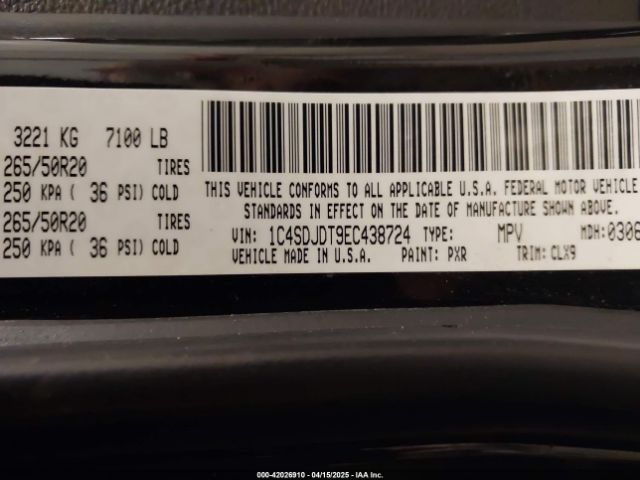 3221 KG 7100 LB
265/50R20 TIRES
250 KPA ( 36 PSI) COLD
265/50R20 TIRES
250 KPA ( 36 PSI) COLD
THIS VEHICLE CONFORMS TO ALL APPLICABLE U.S.A. FEDERAL MOTOR VEHICLE
STANDARDS IN EFFECT ON THE DATE OF MANUFACTURE SHOWN ABOVE.
VIN: 1C4SDJDT9EC438724 TYPE: MPV MDH: 0306
VEHICLE MADE IN U.S.A. PAINT: PXR TRIM: CLX9
000-42026910 - 04/15/2025 - IAA Inc.